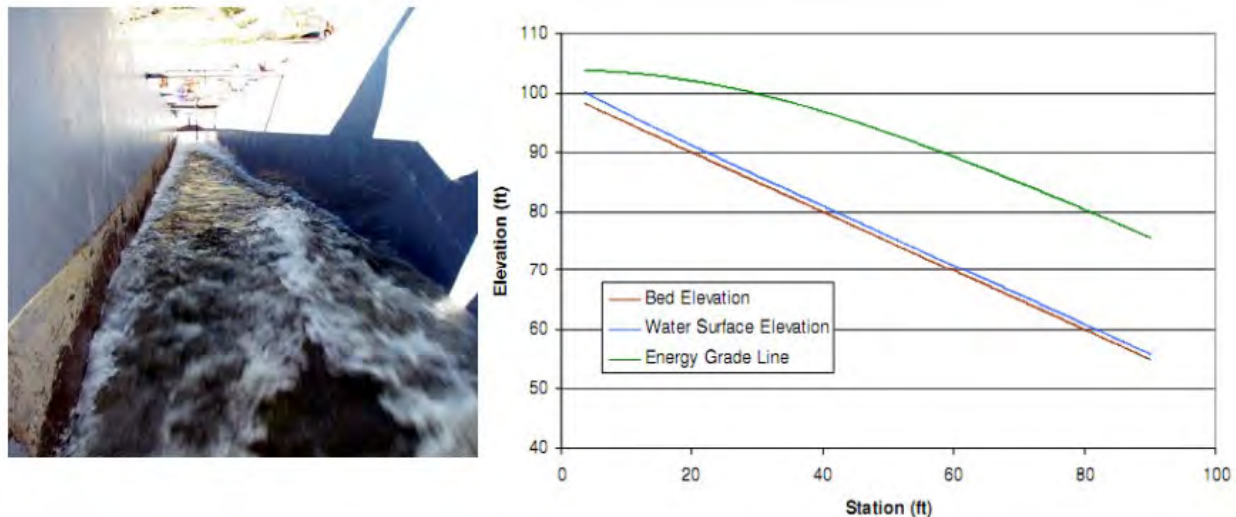 110
100
90
80
70
60
50
40
Elevation (ft)
Bed Elevation
Water Surface Elevation
Energy Grade Line
0 20 40 60 80 100
Station (ft)